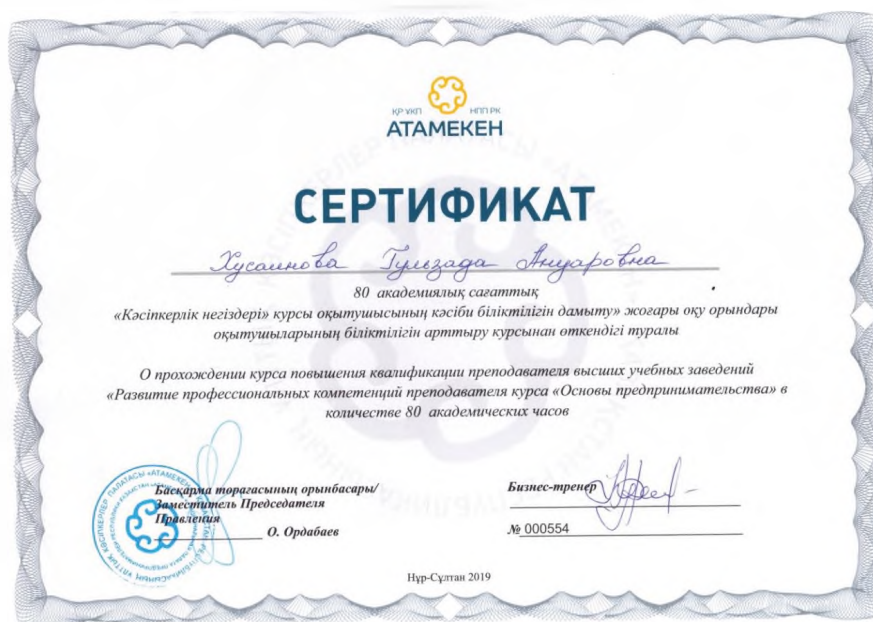 ҚР ҰКП НПП РК
АТАМЕКЕН
СЕРТИФИКАТ
Хусаинова Гульзада Ануаровна
80 академиялық сағаттық
«Кәсіпкерлік негіздері» курсы оқытушысының кәсіби біліктілігін дамыту» жоғары оқу орындары
оқытушыларының біліктілігін арттыру курсынан өткендігі туралы
О прохождении курса повышения квалификации преподавателя высших учебных заведений
«Развитие профессиональных компетенций преподавателя курса «Основы предпринимательства» в
количестве 80 академических часов
Басқарма төрағасының орынбасары/
Заместитель Председателя
Правления
О. Ордабаев
Бизнес-тренер
№ 000554
Нұр-Сұлтан 2019